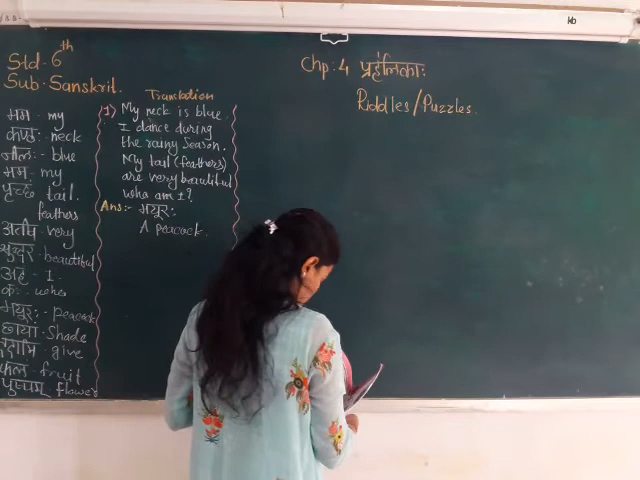 Std. 6th
Sub. Sanskrit.
Chp: 4 प्रहेलिका:
Riddles/Puzzles.
मम - my
कण्ठ: - neck
नील: - blue
मम - my
पृच्छ tail.
feathers
अतीव - very
सुन्दर - beautiful
अहं - I.
क: - who
मयूर: - peacock
छाया - Shade
ददामि - give
फल - fruit
पुष्पम् flower
Translation
1) My neck is blue.
I dance during
the rainy Season.
My tail (feathers)
are very beautiful
who am I?
Ans:- मयूर:
A peacock.